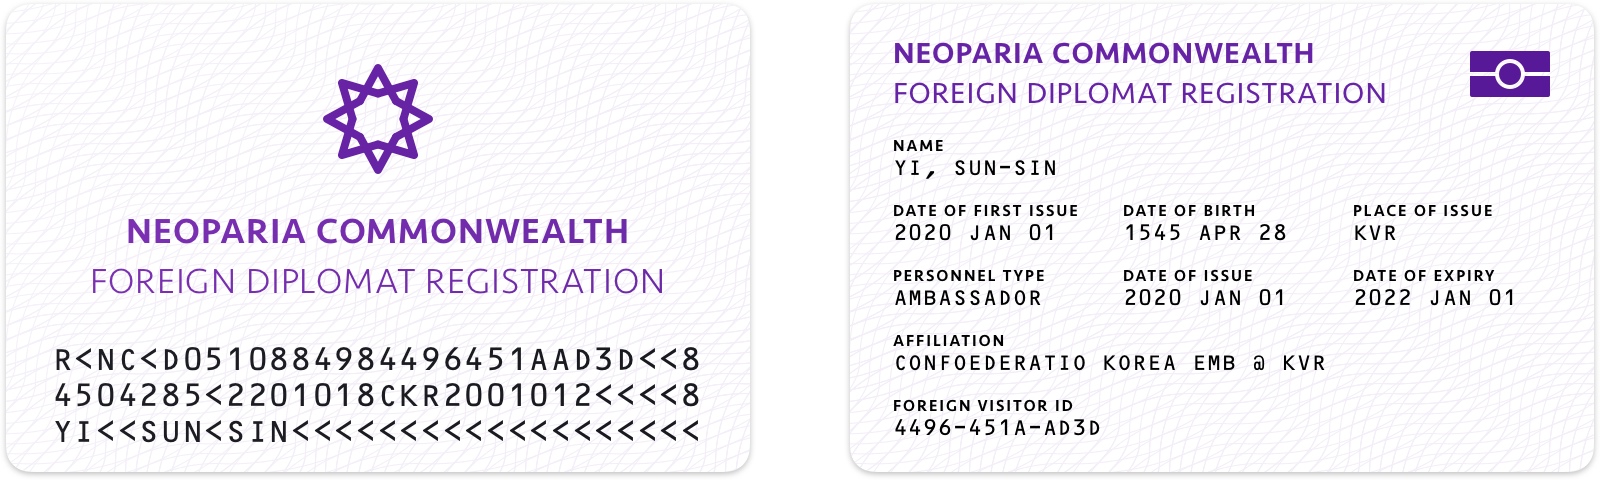 NEOPARIA COMMONWEALTH
FOREIGN DIPLOMAT REGISTRATION
R<NC<D0510884984496451AAD3D<<8
4504285<2201018CKR2001012<<<<8
YI<<SUN<SIN<<<<<<<<<<<<<<<<<<<
NEOPARIA COMMONWEALTH
FOREIGN DIPLOMAT REGISTRATION
NAME
YI, SUN-SIN
DATE OF FIRST ISSUE DATE OF BIRTH PLACE OF ISSUE
2020 JAN 01 1545 APR 28 KVR
PERSONNEL TYPE DATE OF ISSUE DATE OF EXPIRY
AMBASSADOR 2020 JAN 01 2022 JAN 01
AFFILIATION
CONFOEDERATIO KOREA EMB @ KVR
FOREIGN VISITOR ID
4496-451A-AD3D